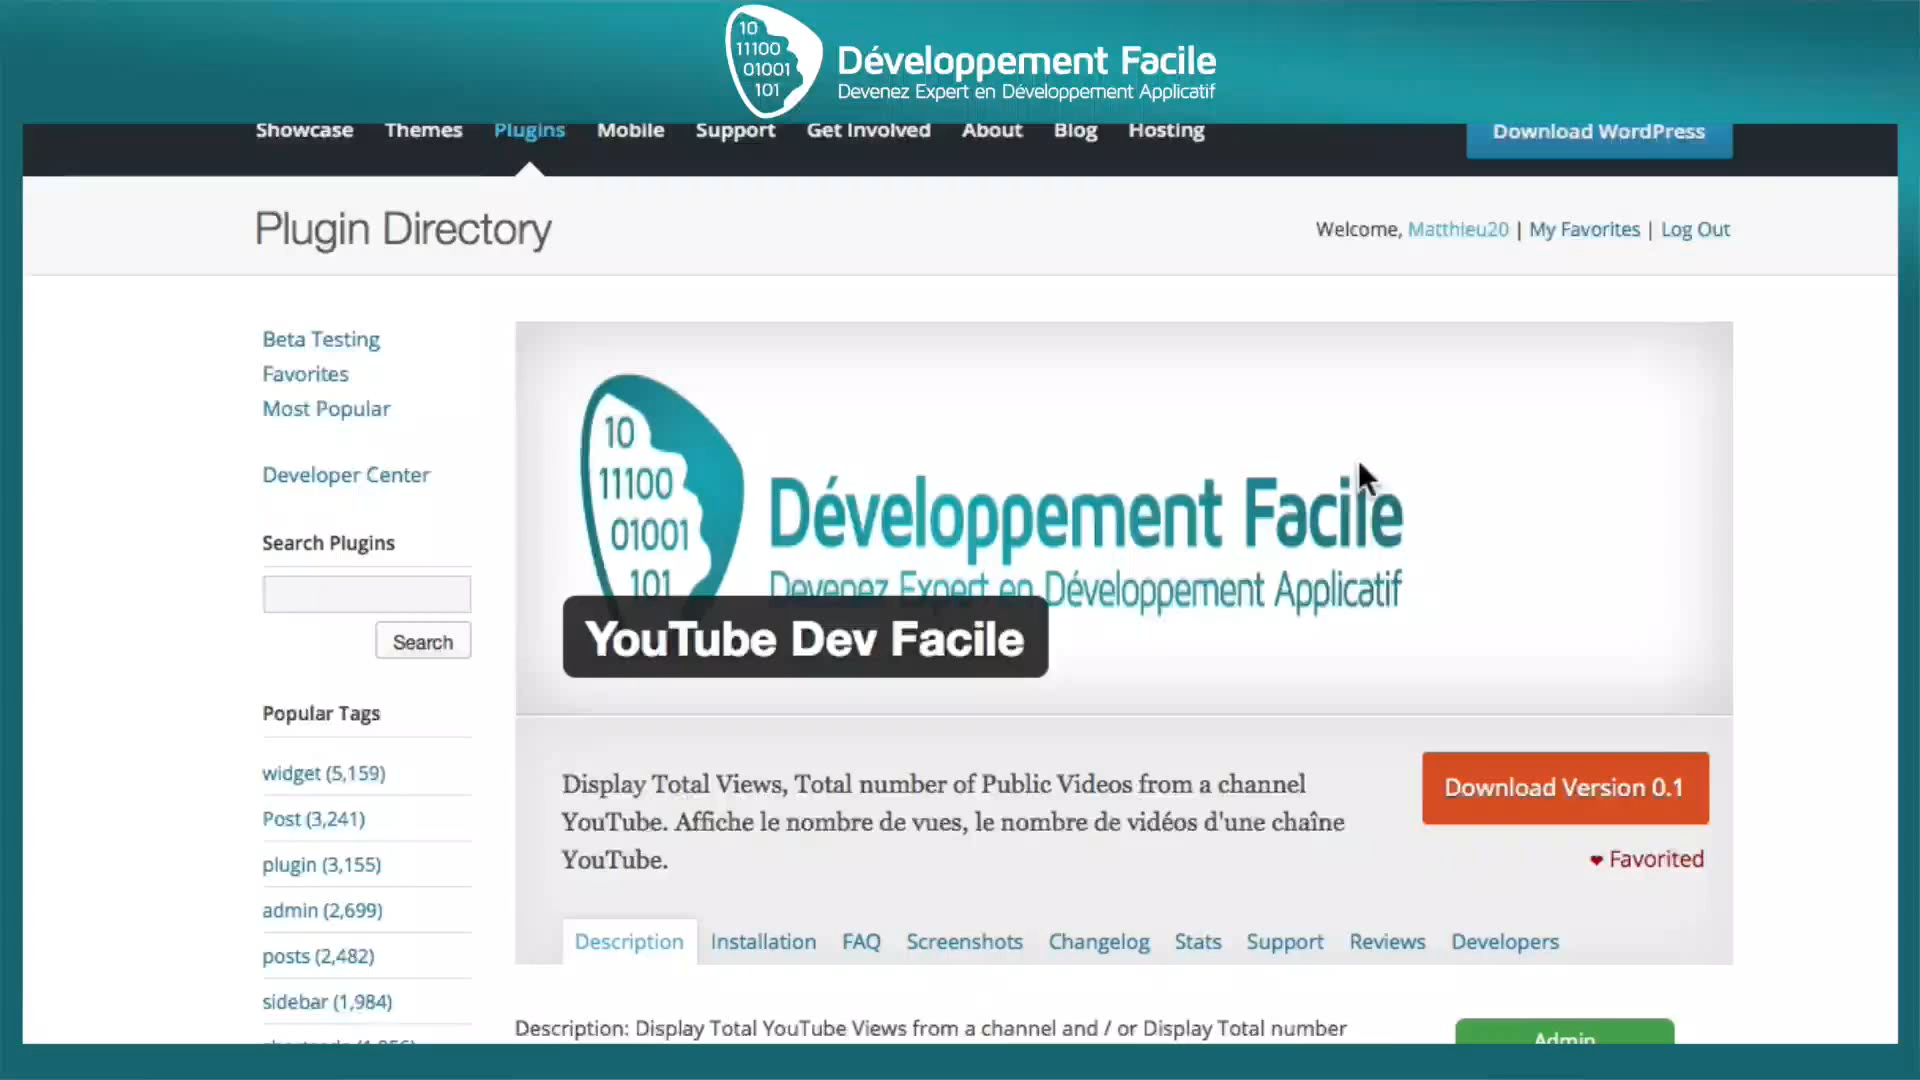 10
11100
01001
101
Développement Facile
Devenez Expert en Développement Applicatif
Showcase Themes Plugins Mobile Support Get Involved About Blog Hosting
Download WordPress
Plugin Directory
Welcome, Matthieu20 | My Favorites | Log Out
Beta Testing
Favorites
Most Popular
Developer Center
Search Plugins
Search
Popular Tags
widget (5,159)
Post (3,241)
plugin (3,155)
admin (2,699)
posts (2,482)
sidebar (1,984)
10
11100
01001
101
Développement Facile
Devenez Expert en Développement Applicatif
YouTube Dev Facile
Display Total Views, Total number of Public Videos from a channel
YouTube. Affiche le nombre de vues, le nombre de vidéos d'une chaîne
YouTube.
Download Version 0.1
Favorited
Description Installation FAQ Screenshots Changelog Stats Support Reviews Developers
Description: Display Total YouTube Views from a channel and / or Display Total number
Admin